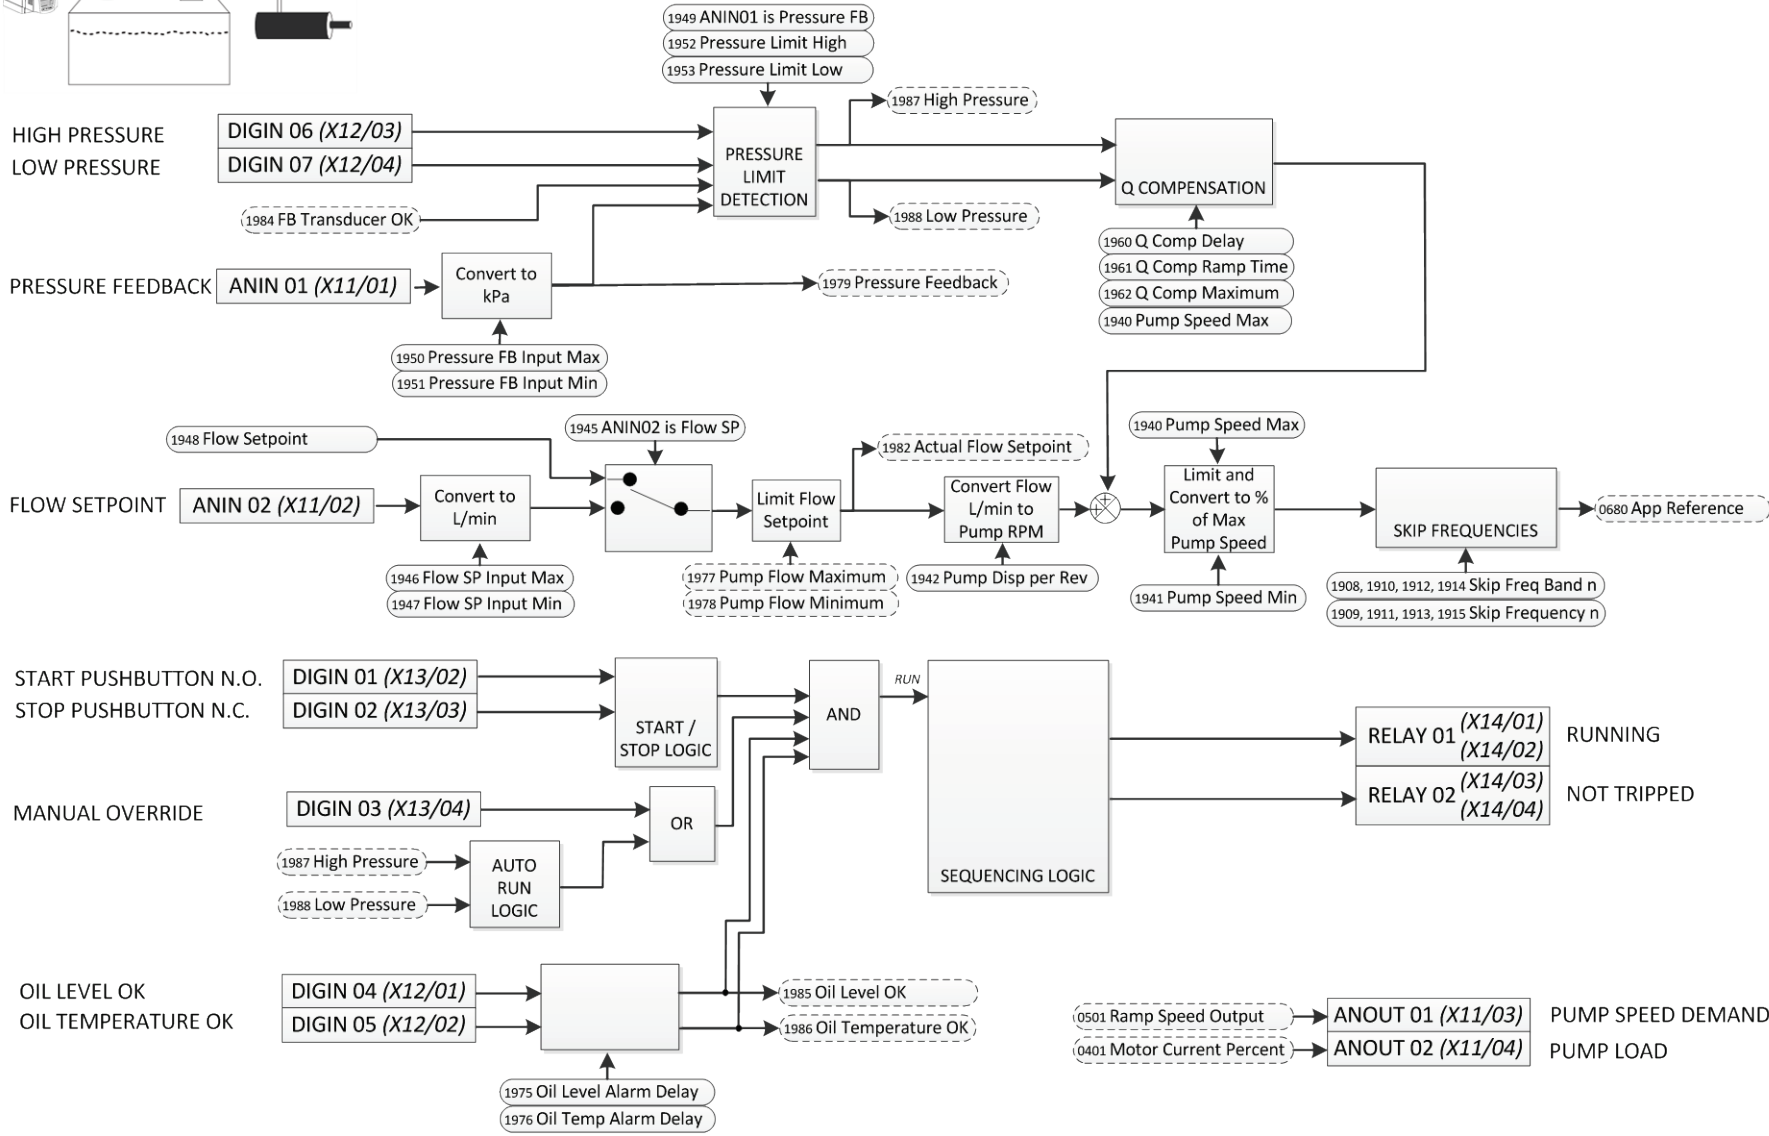 1949 ANIN01 is Pressure FB
1952 Pressure Limit High
1953 Pressure Limit Low
1987 High Pressure
HIGH PRESSURE
DIGIN 06 (X12/03)
LOW PRESSURE
DIGIN 07 (X12/04)
PRESSURE
LIMIT
DETECTION
Q COMPENSATION
1984 FB Transducer OK
1988 Low Pressure
1960 Q Comp Delay
1961 Q Comp Ramp Time
1962 Q Comp Maximum
1940 Pump Speed Max
PRESSURE FEEDBACK
ANIN 01 (X11/01)
Convert to
kPa
1979 Pressure Feedback
1950 Pressure FB Input Max
1951 Pressure FB Input Min
1948 Flow Setpoint
1945 ANIN02 is Flow SP
1982 Actual Flow Setpoint
1940 Pump Speed Max
FLOW SETPOINT
ANIN 02 (X11/02)
Convert to
L/min
Limit Flow
Setpoint
Convert Flow
L/min to
Pump RPM
Limit and
Convert to %
of Max
Pump Speed
SKIP FREQUENCIES
0680 App Reference
1946 Flow SP Input Max
1947 Flow SP Input Min
1977 Pump Flow Maximum
1978 Pump Flow Minimum
1942 Pump Disp per Rev
1941 Pump Speed Min
1908, 1910, 1912, 1914 Skip Freq Band n
1909, 1911, 1913, 1915 Skip Frequency n
START PUSHBUTTON N.O.
DIGIN 01 (X13/02)
STOP PUSHBUTTON N.C.
DIGIN 02 (X13/03)
START /
STOP LOGIC
AND
RUN
SEQUENCING LOGIC
RELAY 01 (X14/01)
(X14/02)
RUNNING
RELAY 02 (X14/03)
(X14/04)
NOT TRIPPED
MANUAL OVERRIDE
DIGIN 03 (X13/04)
OR
1987 High Pressure
1988 Low Pressure
AUTO
RUN
LOGIC
OIL LEVEL OK
DIGIN 04 (X12/01)
OIL TEMPERATURE OK
DIGIN 05 (X12/02)
1985 Oil Level OK
1986 Oil Temperature OK
1975 Oil Level Alarm Delay
1976 Oil Temp Alarm Delay
0501 Ramp Speed Output
ANOUT 01 (X11/03)
PUMP SPEED DEMAND
0401 Motor Current Percent
ANOUT 02 (X11/04)
PUMP LOAD